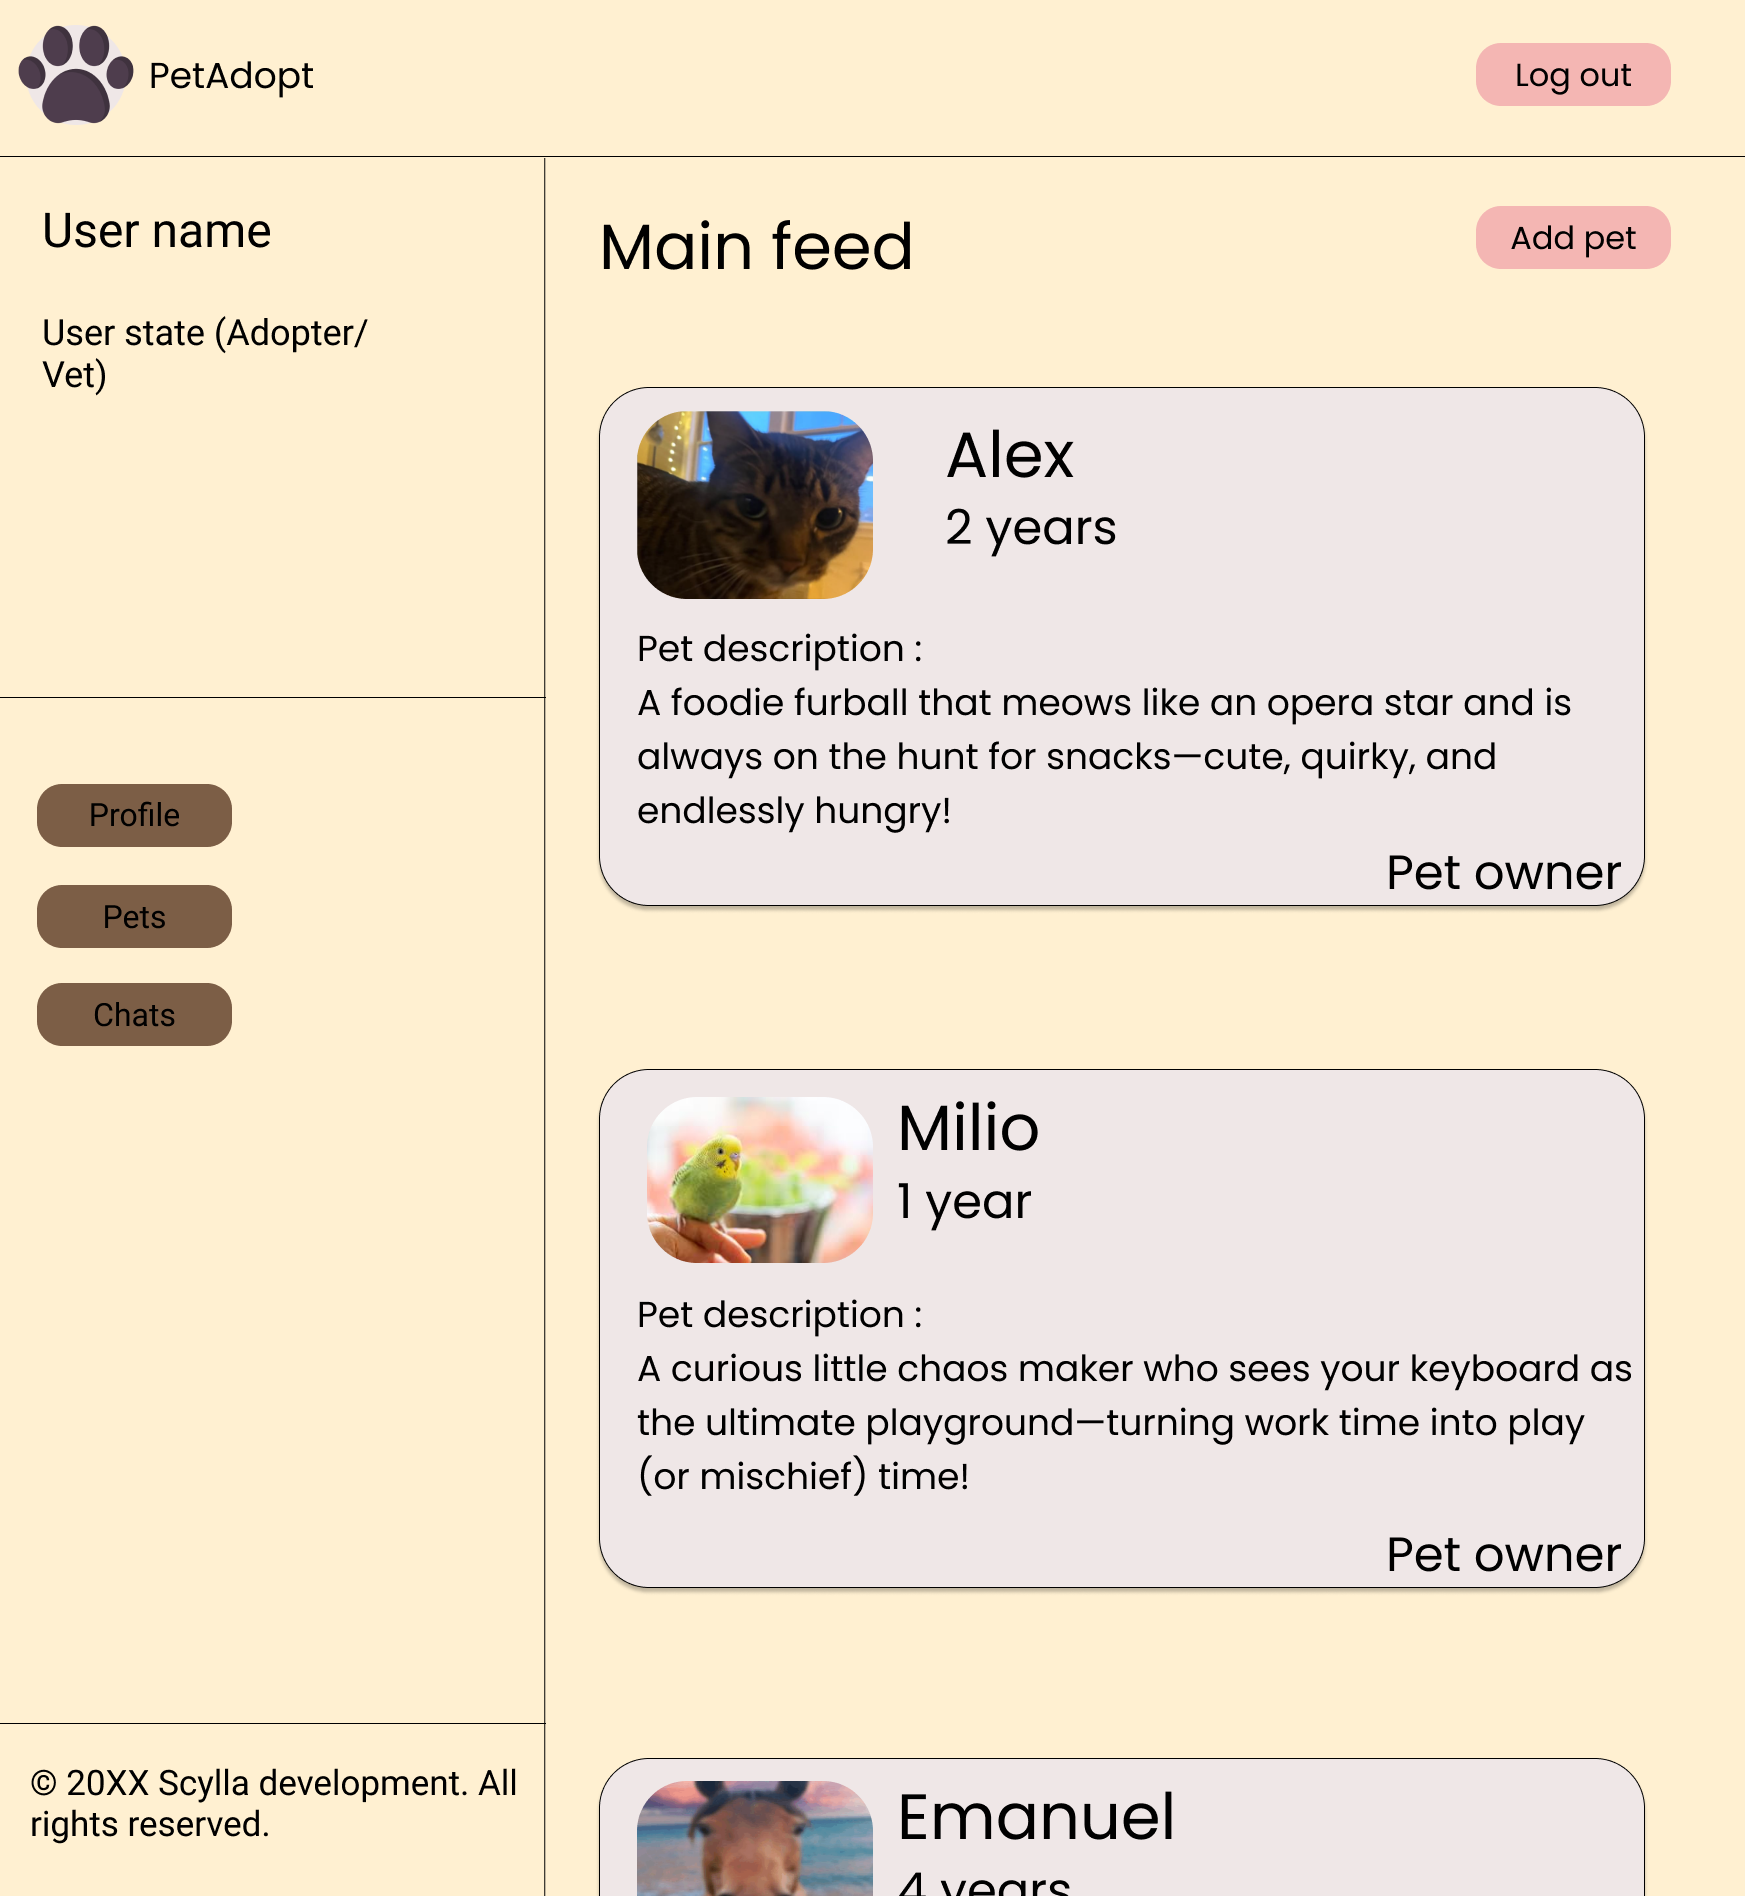 PetAdopt
Log out
User name
User state (Adopter/
Vet)
Profile
Pets
Chats
© 20XX Scylla development. All
rights reserved.
Main feed
Add pet
Alex
2 years
Pet description :
A foodie furball that meows like an opera star and is
always on the hunt for snacks—cute, quirky, and
endlessly hungry!
Pet owner
Milio
1 year
Pet description :
A curious little chaos maker who sees your keyboard as
the ultimate playground—turning work time into play
(or mischief) time!
Pet owner
Emanuel
4 years